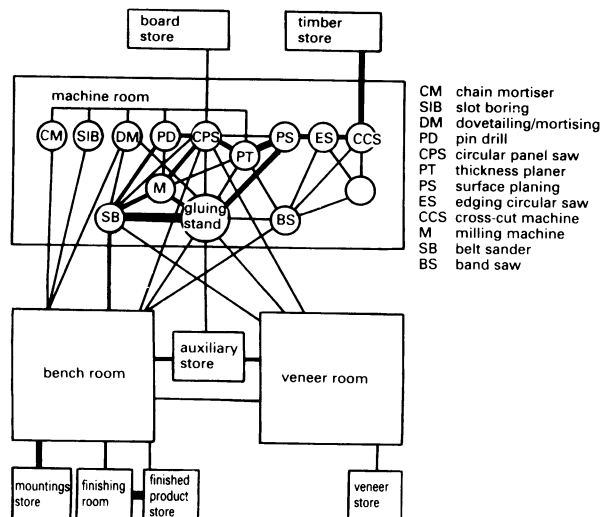 board
store
timber
store
machine room
CM
SIB
DM
PD
CPS
PT
PS
ES
CCS
M
gluing
stand
SB
BS
CM chain mortiser
SIB slot boring
DM dovetailing/mortising
PD pin drill
CPS circular panel saw
PT thickness planer
PS surface planing
ES edging circular saw
CCS cross-cut machine
M milling machine
SB belt sander
BS band saw
bench room
auxiliary
store
veneer room
mountings
store
finishing
room
finished
product
store
veneer
store